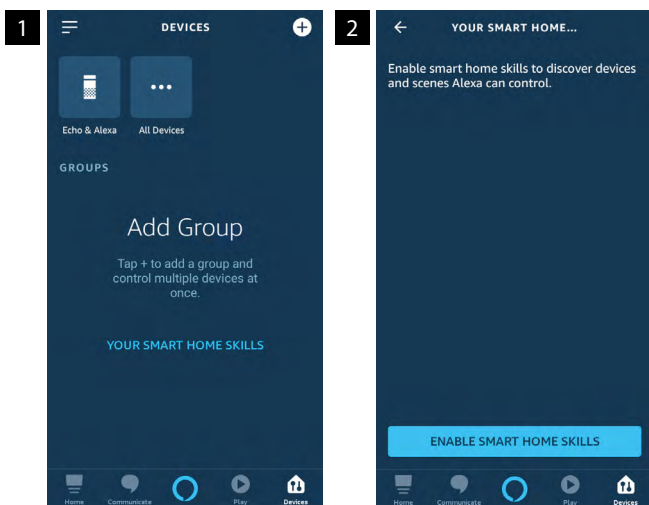 1
DEVICES
Echo & Alexa
All Devices
GROUPS
Add Group
Tap + to add a group and
control multiple devices at
once.
YOUR SMART HOME SKILLS
Home
Communicate
Play
Devices
2
YOUR SMART HOME...
Enable smart home skills to discover devices
and scenes Alexa can control.
ENABLE SMART HOME SKILLS
Home
Communicate
Play
Devices